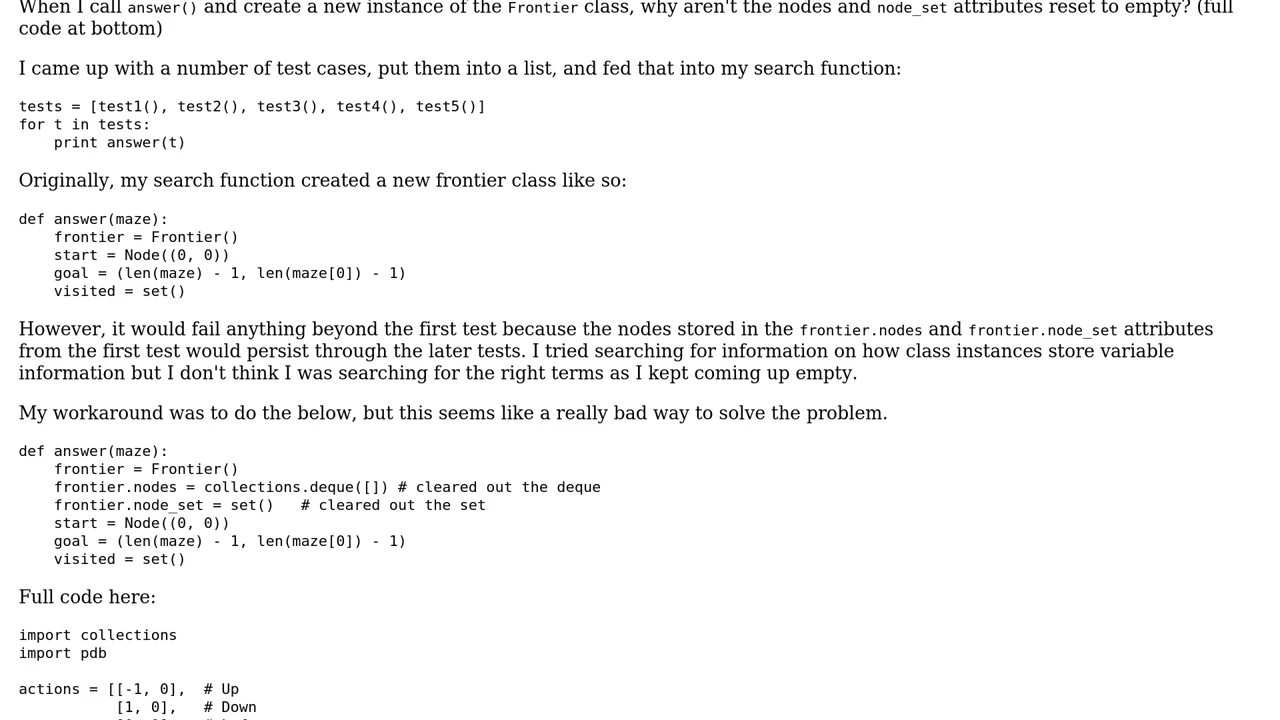 When I call answer() and create a new instance of the Frontier class, why aren't the nodes and node_set attributes reset to empty? (full
code at bottom)
I came up with a number of test cases, put them into a list, and fed that into my search function:
tests = [test1(), test2(), test3(), test4(), test5()]
for t in tests:
    print answer(t)
Originally, my search function created a new frontier class like so:
def answer(maze):
    frontier = Frontier()
    start = Node((0, 0))
    goal = (len(maze) - 1, len(maze[0]) - 1)
    visited = set()
However, it would fail anything beyond the first test because the nodes stored in the frontier.nodes and frontier.node_set attributes
from the first test would persist through the later tests. I tried searching for information on how class instances store variable
information but I don't think I was searching for the right terms as I kept coming up empty.
My workaround was to do the below, but this seems like a really bad way to solve the problem.
def answer(maze):
    frontier = Frontier()
    frontier.nodes = collections.deque([]) # cleared out the deque
    frontier.node_set = set()   # cleared out the set
    start = Node((0, 0))
    goal = (len(maze) - 1, len(maze[0]) - 1)
    visited = set()
Full code here:
import collections
import pdb
actions = [[-1, 0],  # Up
           [1, 0],   # Down